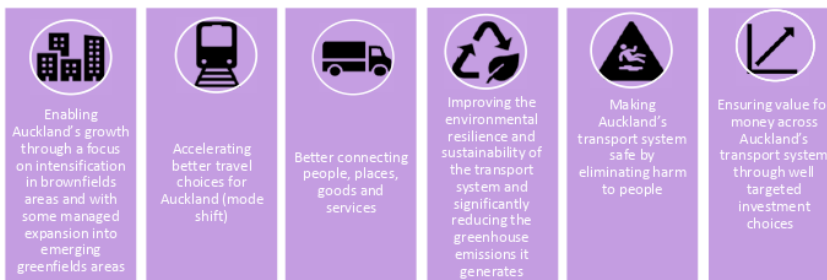 Enabling
Auckland's growth
through a focus
on intensification
in brownfields
areas and with
some managed
expansion into
emerging
greenfields areas
Accelerating
better travel
choices for
Auckland (mode
shift)
Better connecting
people, places,
goods and
services
Improving the
environmental
resilience and
sustainability of
the transport
system and
significantly
reducing the
greenhouse
emissions it
generates
Making
Auckland's
transport system
safe by
eliminating harm
to people
Ensuring value for
money across
Auckland's
transport system
through well
targeted
investment
choices